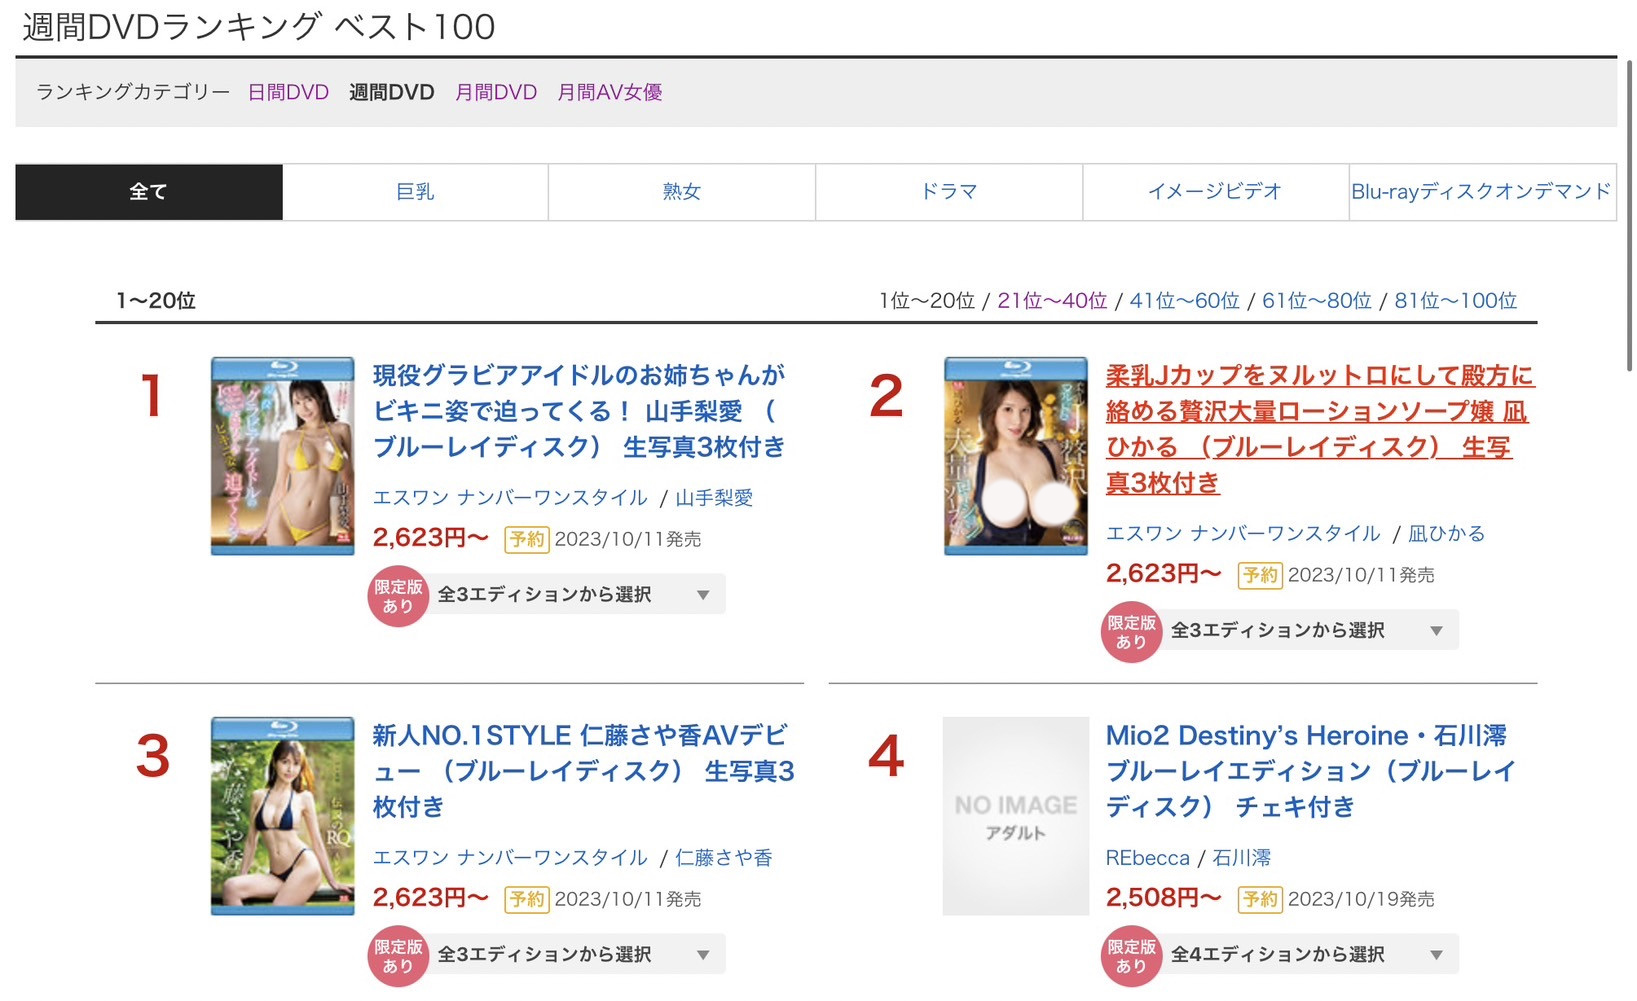 週間DVDランキング ベスト100
ランキングカテゴリー 日間DVD 週間DVD 月間DVD 月間AV女優
全て 巨乳 熟女 ドラマ イメージビデオ Blu-rayディスクオンデマンド
1〜20位
1位〜20位 / 21位〜40位 / 41位〜60位 / 61位〜80位 / 81位〜100位
1
現役グラビアアイドルのお姉ちゃんが
ビキニ姿で迫ってくる！ 山手梨愛 （
ブルーレイディスク） 生写真3枚付き
エスワン ナンバーワンスタイル / 山手梨愛
2,623円〜 予約 2023/10/11発売
限定版
あり
全3エディションから選択 ▼
2
柔乳Jカップをヌルットロにして殿方に
絡める贅沢大量ローションソープ嬢 凪
ひかる （ブルーレイディスク） 生写
真3枚付き
エスワン ナンバーワンスタイル / 凪ひかる
2,623円〜 予約 2023/10/11発売
限定版
あり
全3エディションから選択 ▼
3
仁藤さや香
伝説のRQ
新人NO.1STYLE 仁藤さや香AVデビ
ュー （ブルーレイディスク） 生写真3
枚付き
エスワン ナンバーワンスタイル / 仁藤さや香
2,623円〜 予約 2023/10/11発売
限定版
あり
全3エディションから選択 ▼
4
NO IMAGE
アダルト
Mio2 Destiny’s Heroine・石川澪
ブルーレイエディション（ブルーレイ
ディスク） チェキ付き
REbecca / 石川澪
2,508円〜 予約 2023/10/19発売
限定版
あり
全4エディションから選択 ▼